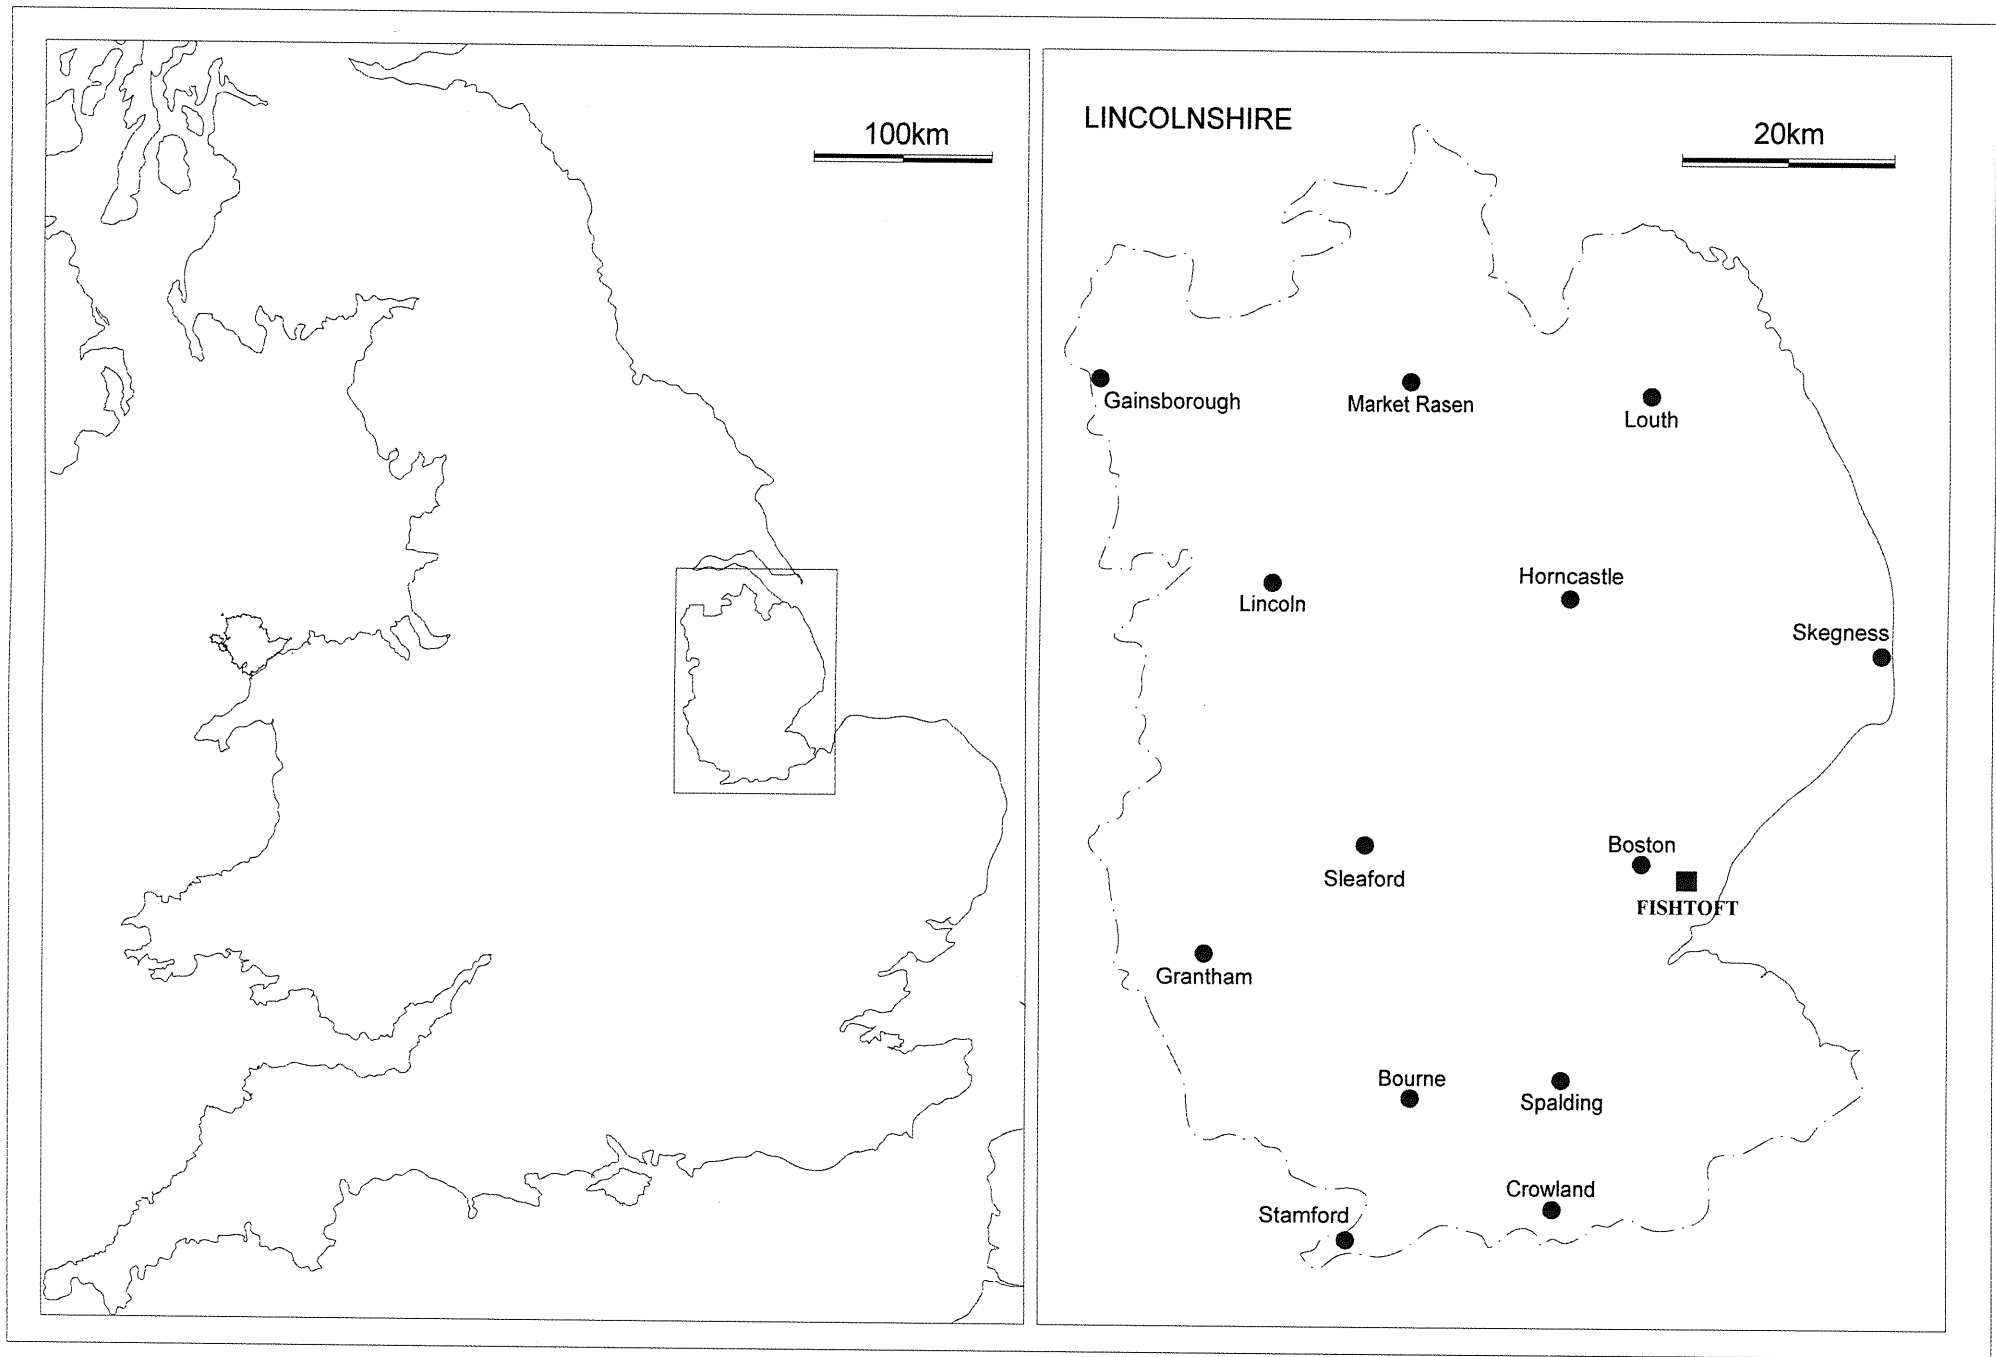 100km
LINCOLNSHIRE
20km
Gainsborough
Market Rasen
Louth
Lincoln
Horncastle
Skegness
Boston
Sleaford
FISHTOFT
Grantham
Bourne
Spalding
Crowland
Stamford